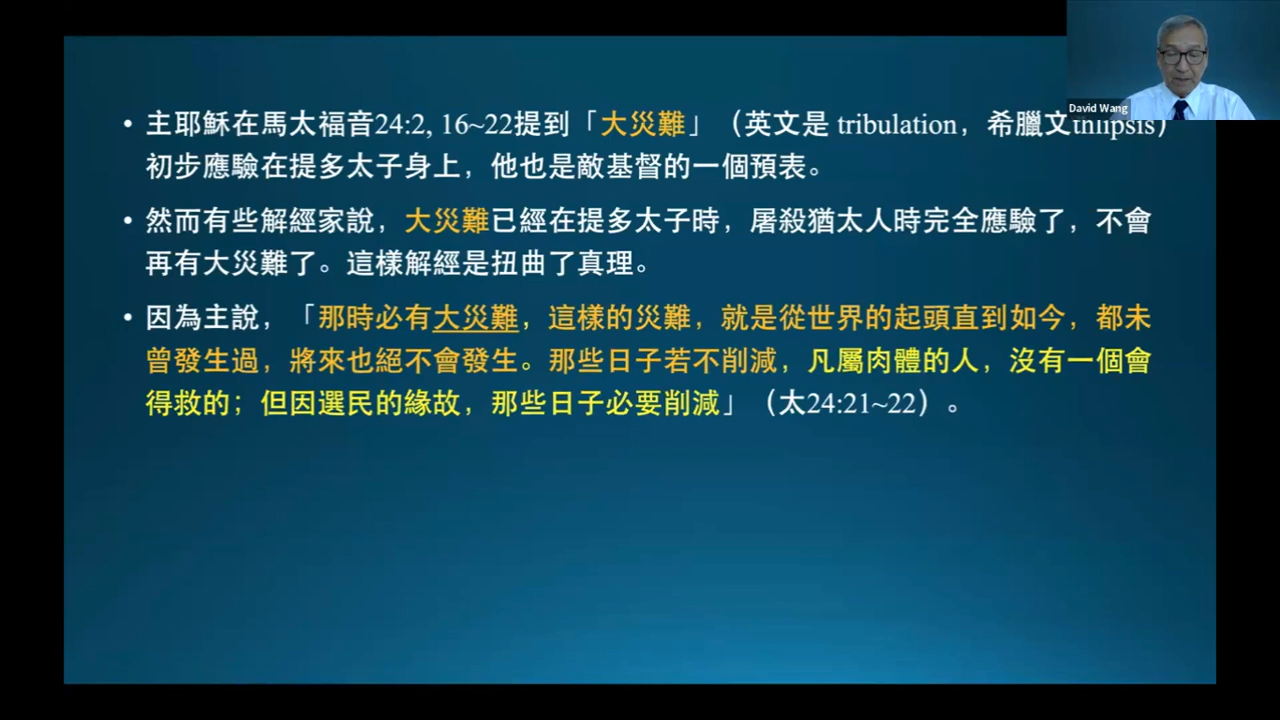 David Wang
• 主耶穌在馬太福音24:2, 16~22提到「大災難」（英文是 tribulation，希臘文thlipsis）
初步應驗在提多太子身上，他也是敵基督的一個預表。
• 然而有些解經家說，大災難已經在提多太子時，屠殺猶太人時完全應驗了，不會
再有大災難了。這樣解經是扭曲了真理。
• 因為主說，「那時必有大災難，這樣的災難，就是從世界的起頭直到如今，都未
曾發生過，將來也絕不會發生。那些日子若不削減，凡屬肉體的人，沒有一個會
得救的；但因選民的緣故，那些日子必要削減」（太24:21~22）。